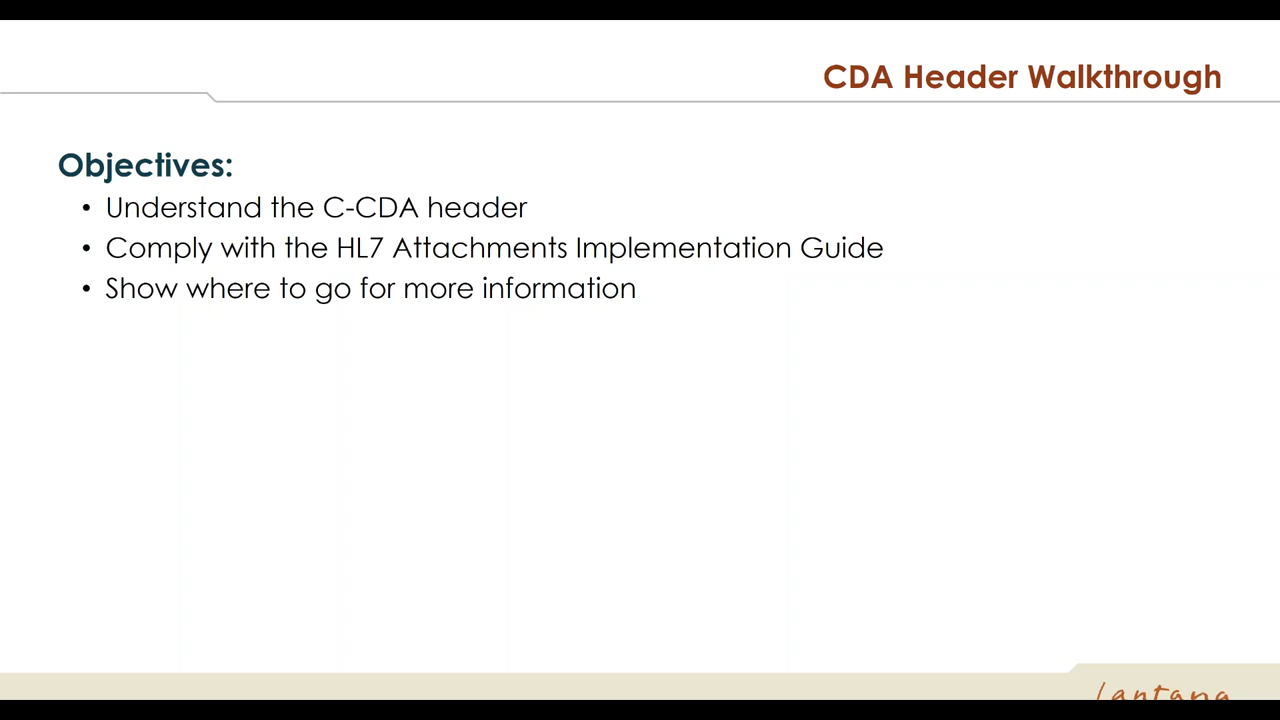 CDA Header Walkthrough
Objectives:
• Understand the C-CDA header
• Comply with the HL7 Attachments Implementation Guide
• Show where to go for more information
Lantana